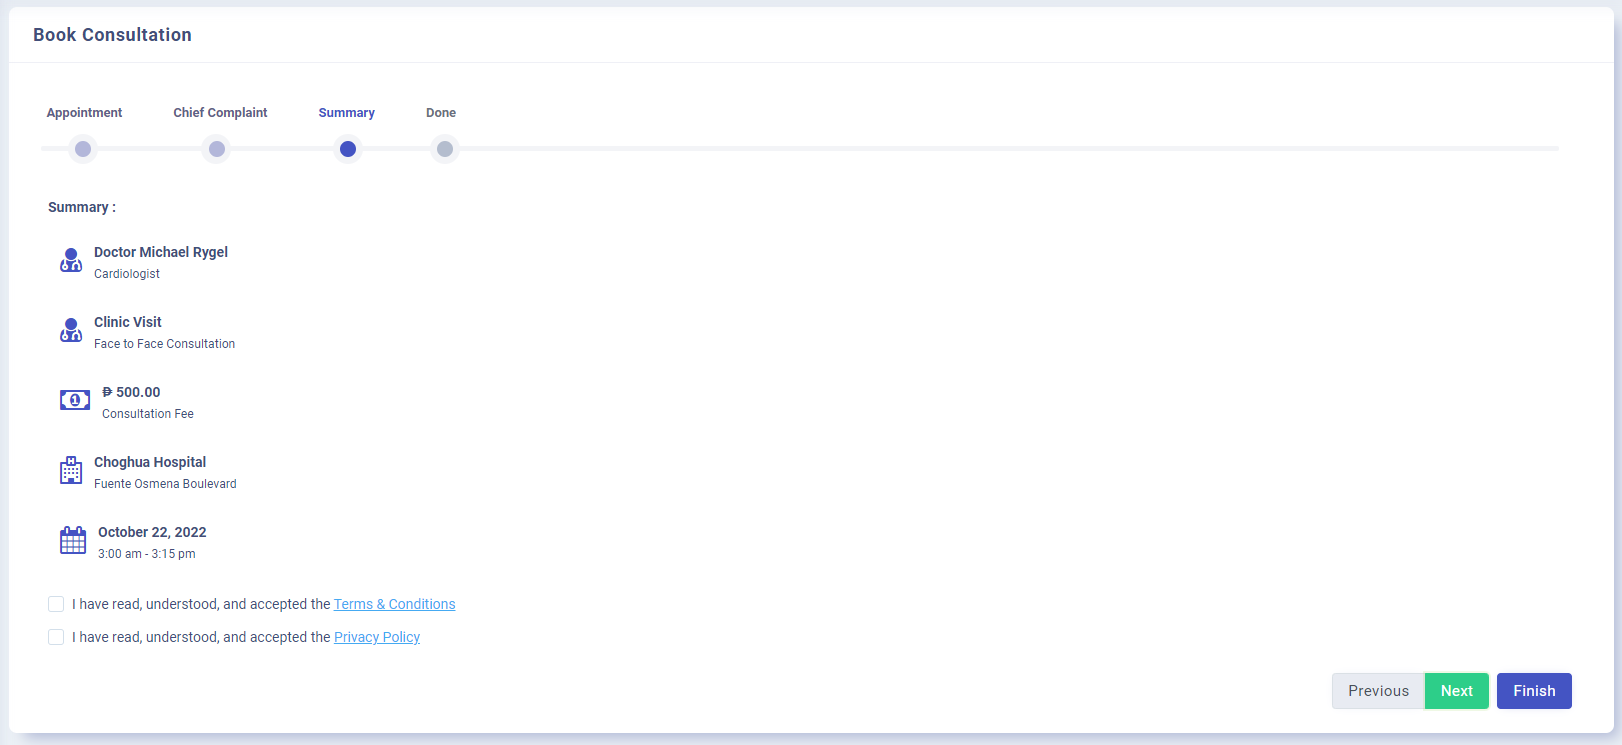 Book Consultation
Appointment Chief Complaint Summary Done
Summary :
Doctor Michael Rygel
Cardiologist
Clinic Visit
Face to Face Consultation
₱ 500.00
Consultation Fee
Choghua Hospital
Fuente Osmena Boulevard
October 22, 2022
3:00 am - 3:15 pm
I have read, understood, and accepted the Terms & Conditions
I have read, understood, and accepted the Privacy Policy
Previous Next Finish